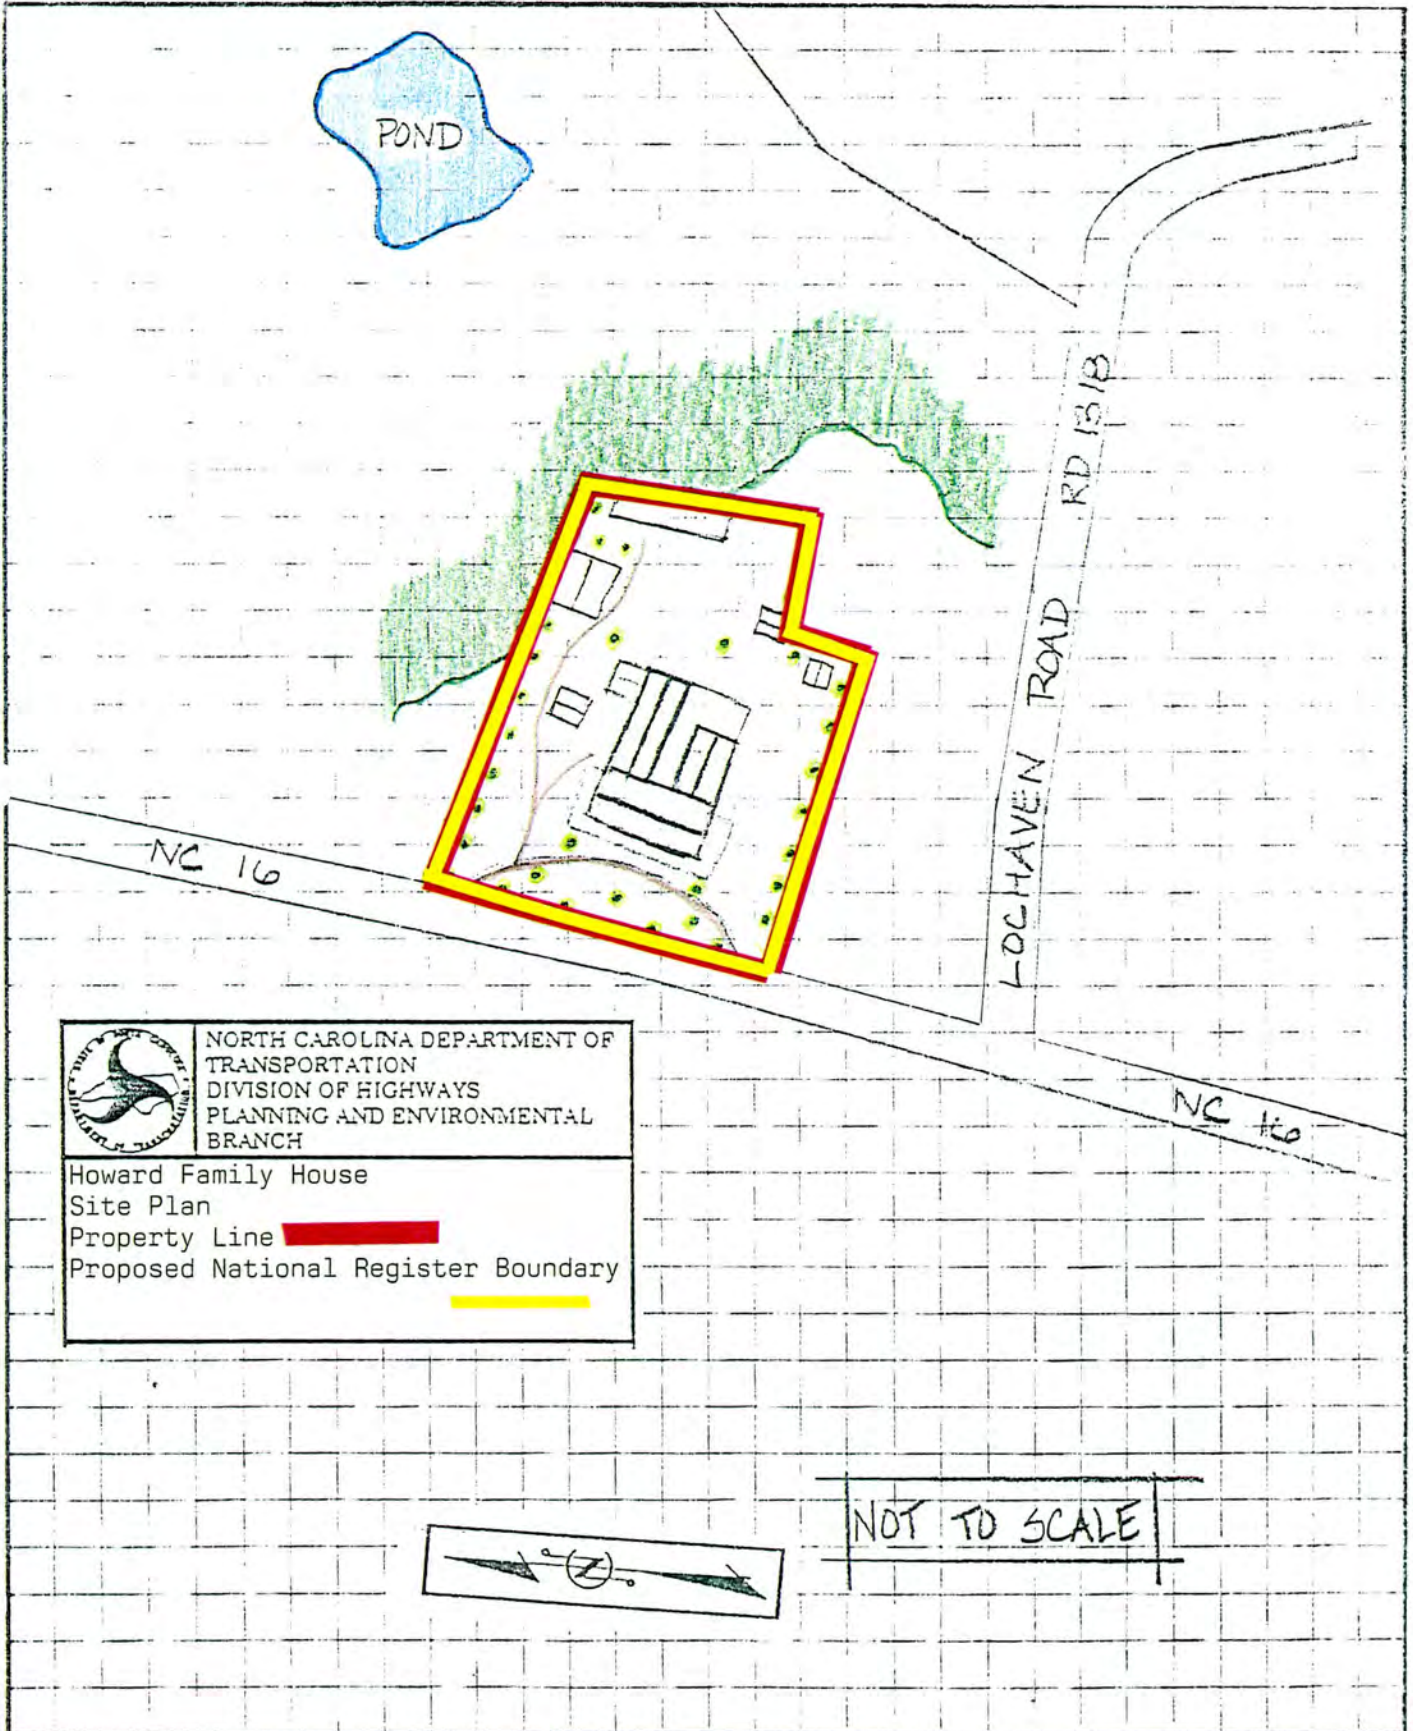 POND
LOCHAVEN ROAD RD 1318
NC 16
NC 16
NORTH CAROLINA DEPARTMENT OF
TRANSPORTATION
DIVISION OF HIGHWAYS
PLANNING AND ENVIRONMENTAL
BRANCH
Howard Family House
Site Plan
Property Line
Proposed National Register Boundary
N
NOT TO SCALE